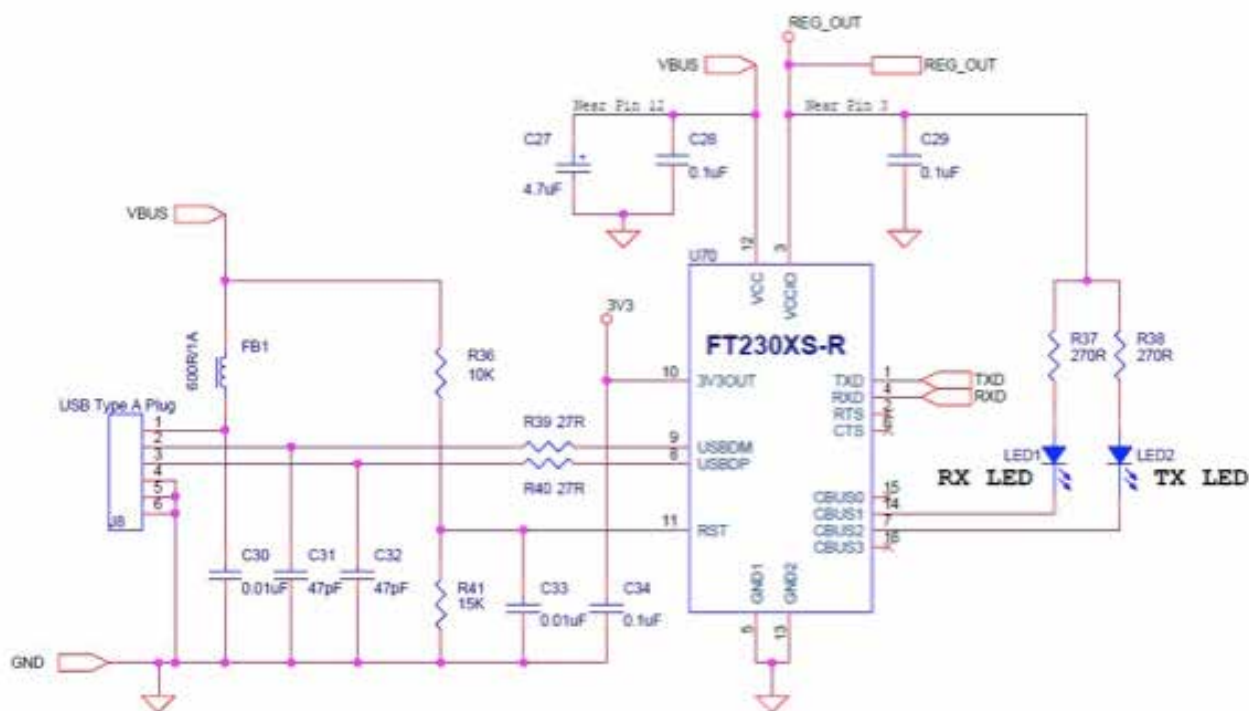 REG_OUT
VBUS
REG_OUT
Near Pin 12
Near Pin 3
C27
4.7uF
C28
0.1uF
C29
0.1uF
VBUS
12
3
U70
VCC
VCCIO
FT230XS-R
3V3
600R/1A
FB1
R36
10K
R37
270R
R38
270R
10
3V3OUT
TXD
1
TXD
RXD
4
RXD
RTS
CTS
USB Type A Plug
1
2
3
4
5
6
J8
R39 27R
9
USBDM
8
USBDP
R40 27R
LED1
RX LED
LED2
TX LED
CBUS0
15
CBUS1
14
CBUS2
7
CBUS3
16
11
RST
C30
0.01uF
C31
47pF
C32
47pF
R41
15K
C33
0.01uF
C34
0.1uF
GND1
GND2
5
13
GND